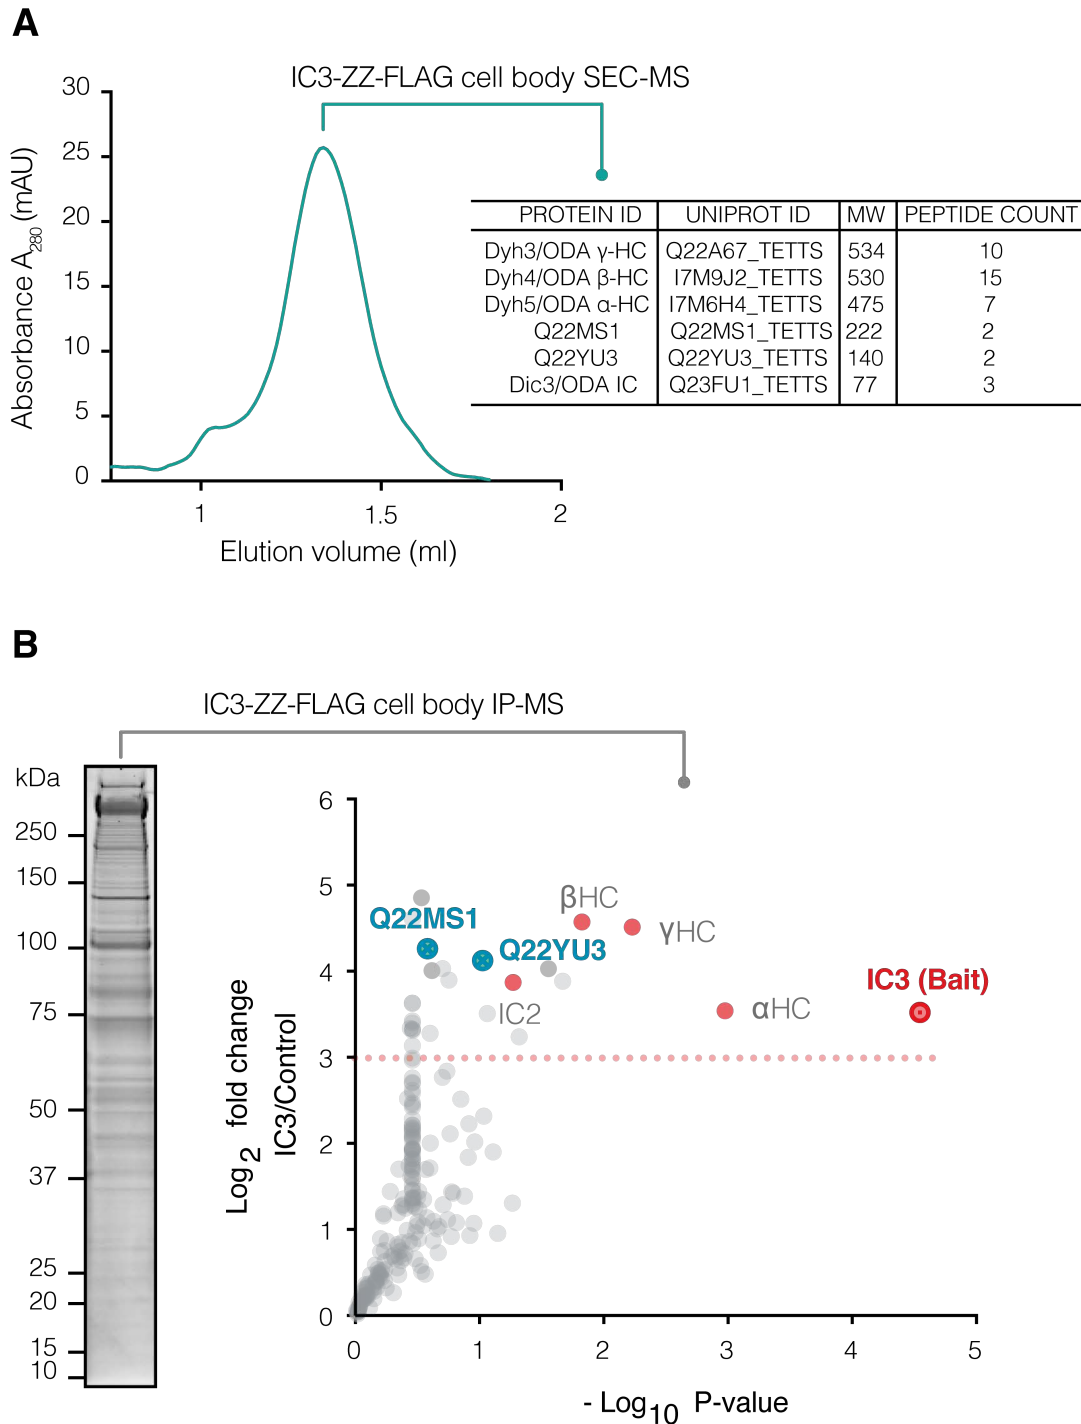 A
IC3-ZZ-FLAG cell body SEC-MS
Absorbance A280 (mAU)
30
25
20
15
10
5
0
1
1.5
2
Elution volume (ml)
PROTEIN ID UNIPROT ID MW PEPTIDE COUNT
Dyh3/ODA γ-HC Q22A67_TETTS 534 10
Dyh4/ODA β-HC I7M9J2_TETTS 530 15
Dyh5/ODA α-HC I7M6H4_TETTS 475 7
Q22MS1 Q22MS1_TETTS 222 2
Q22YU3 Q22YU3_TETTS 140 2
Dic3/ODA IC Q23FU1_TETTS 77 3
B
IC3-ZZ-FLAG cell body IP-MS
kDa
250
150
100
75
50
37
25
20
15
10
Log2 fold change
IC3/Control
6
5
4
3
2
1
0
βHC
Q22MS1
γHC
Q22YU3
IC3 (Bait)
IC2
αHC
0 1 2 3 4 5
- Log10 P-value